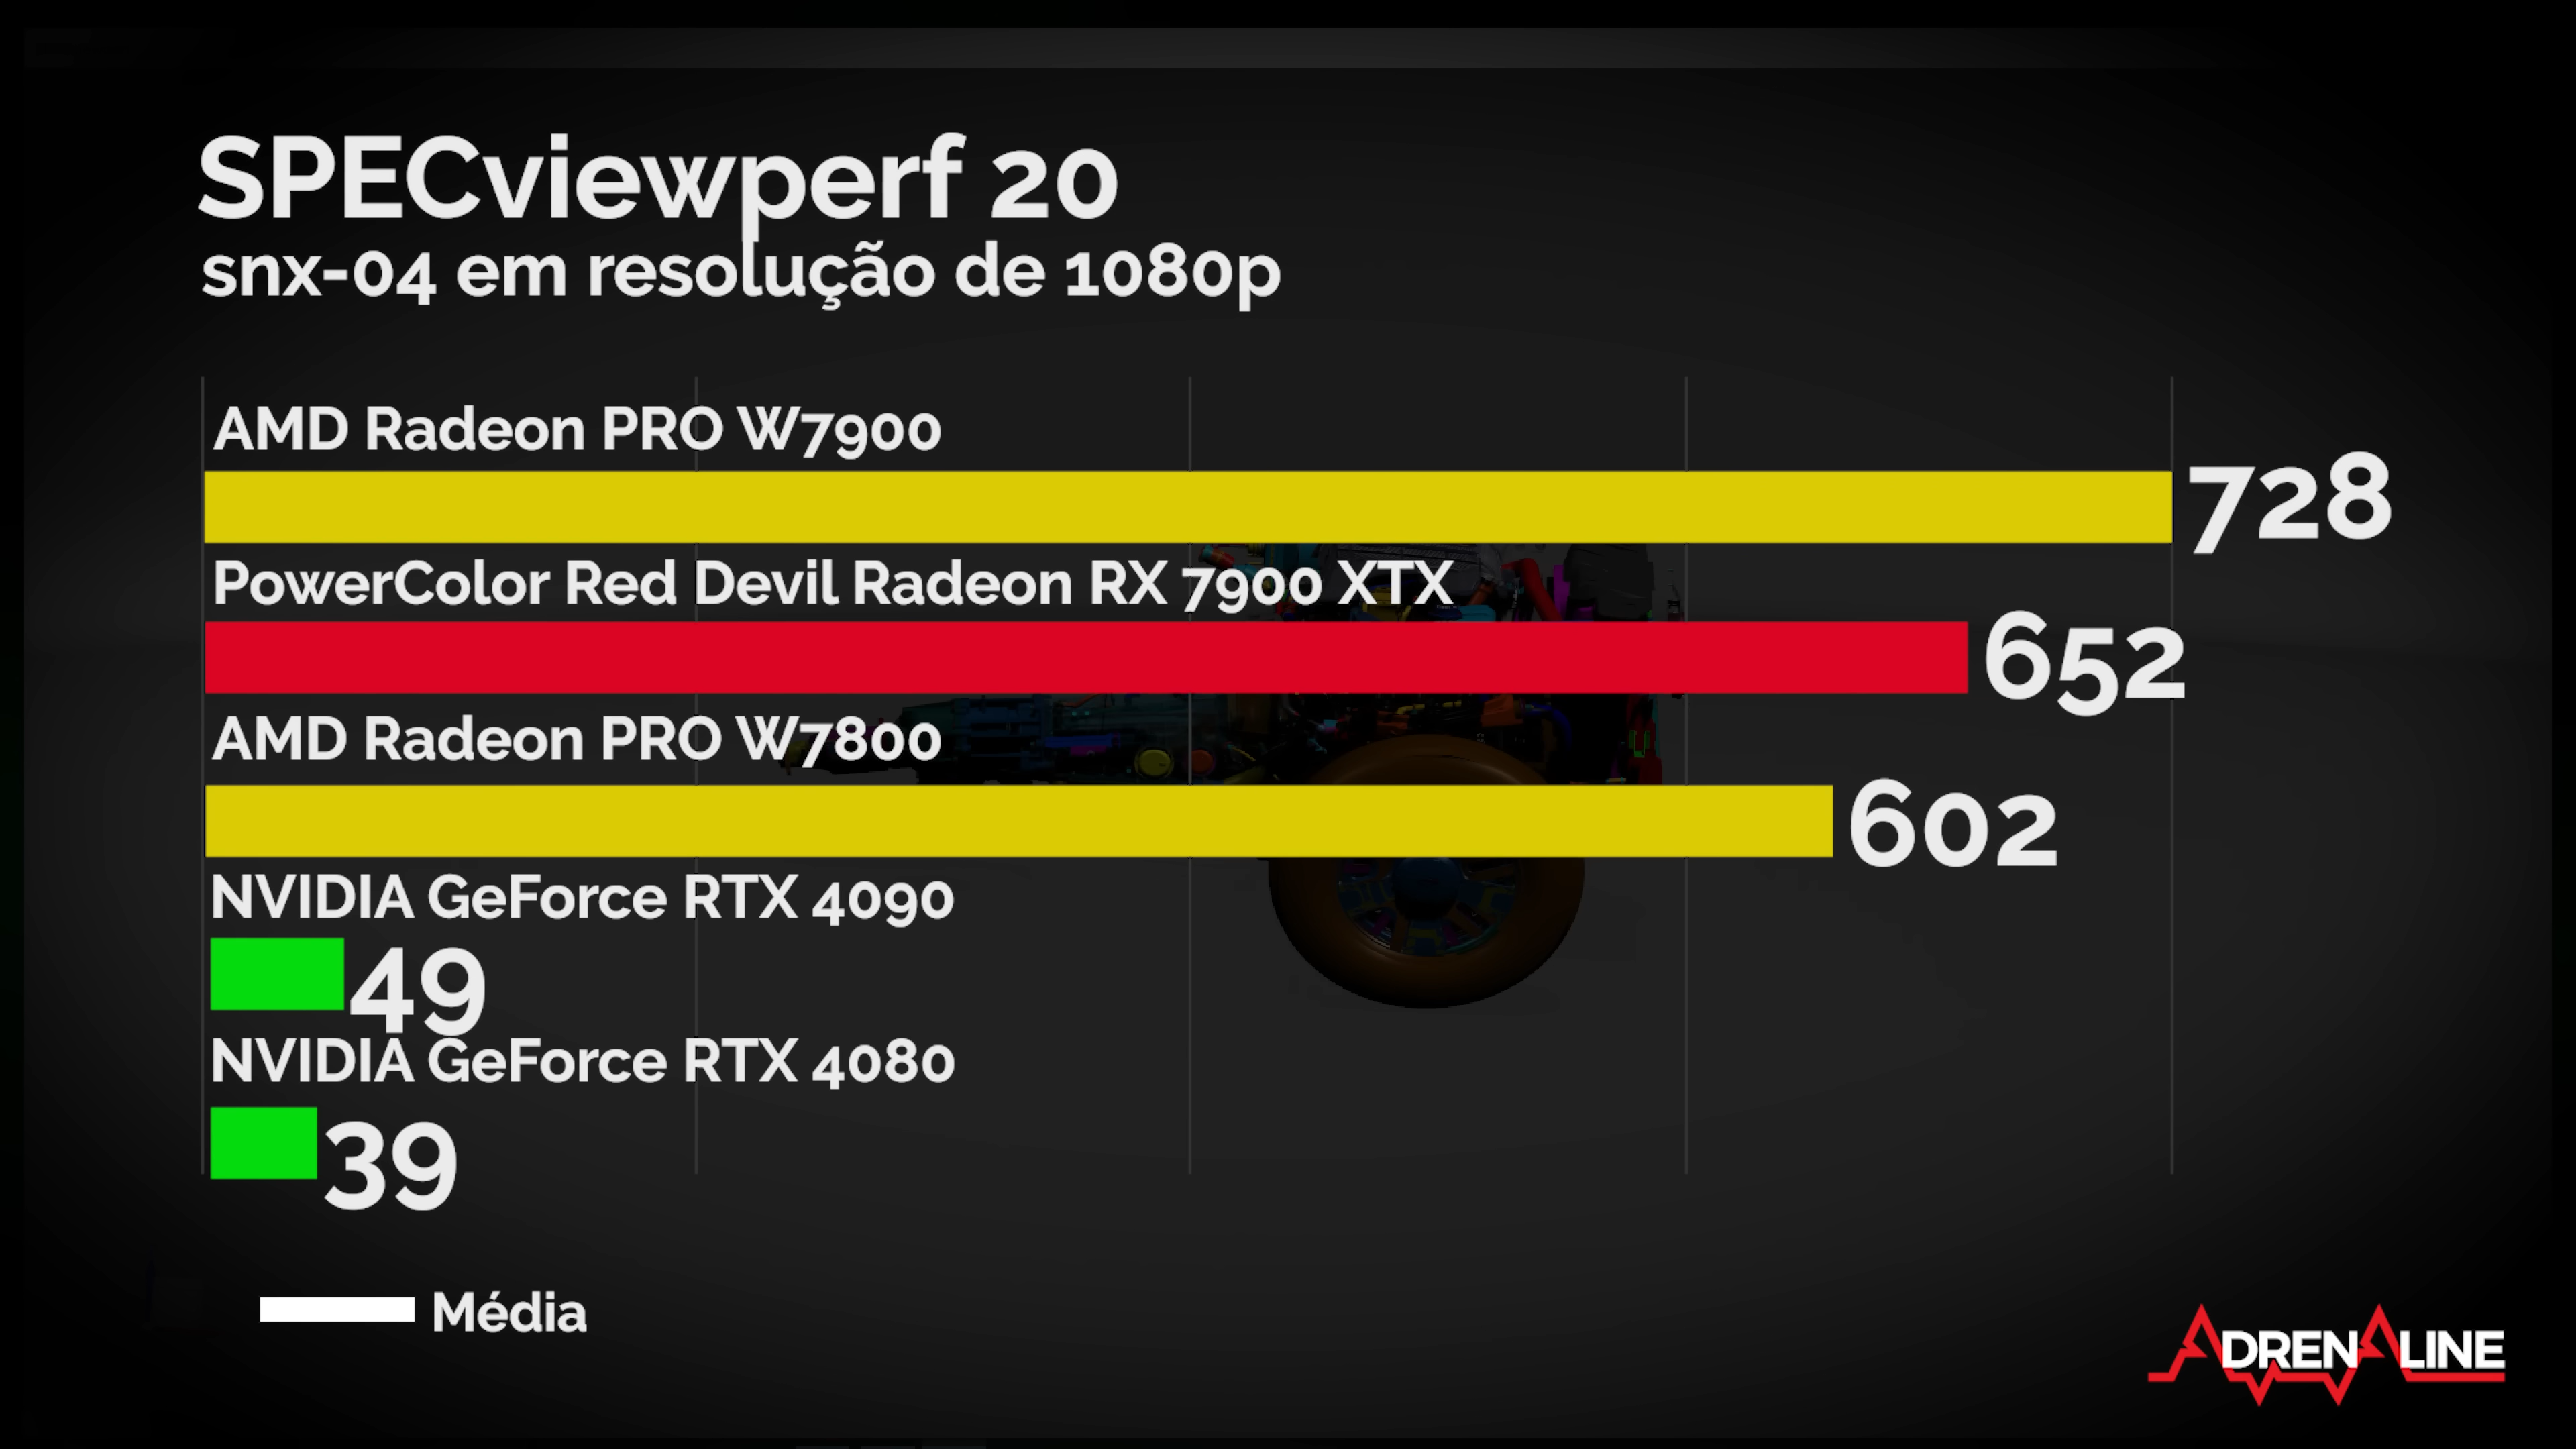 SPECviewperf 20
snx-04 em resolução de 1080p
AMD Radeon PRO W7900
728
PowerColor Red Devil Radeon RX 7900 XTX
652
AMD Radeon PRO W7800
602
NVIDIA GeForce RTX 4090
49
NVIDIA GeForce RTX 4080
39
Média
ADRENALINE